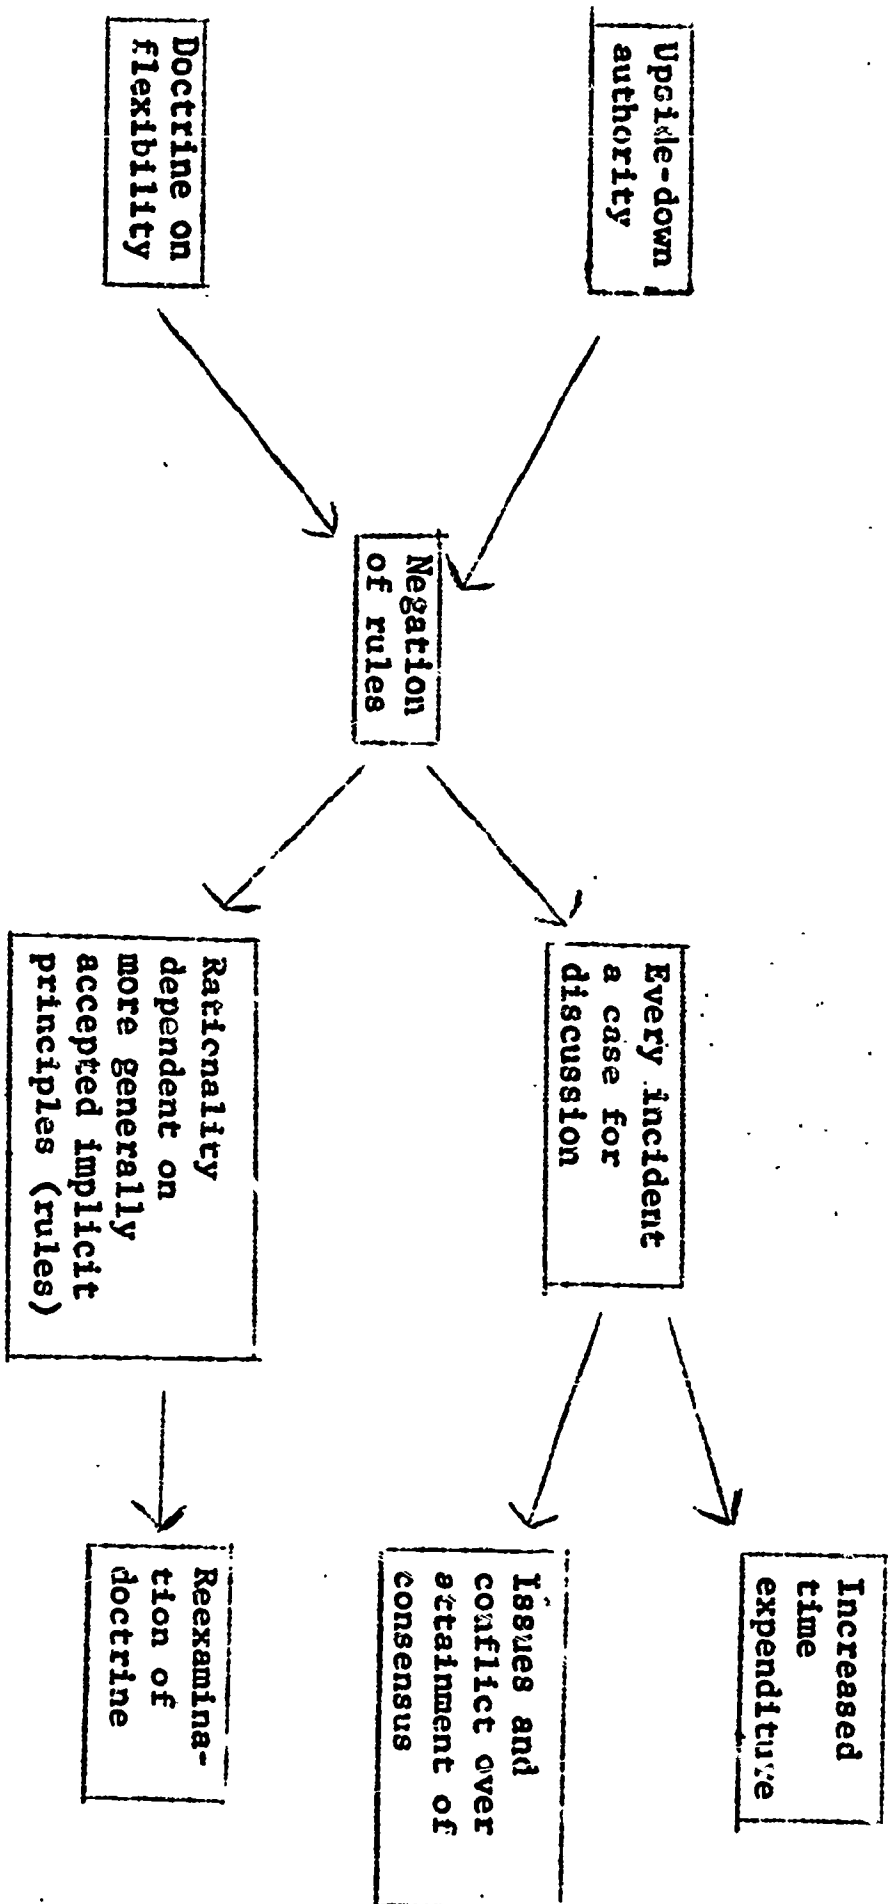 Upside-down
authority
Doctrine on
flexibility
Negation
of rules
Every incident
a case for
discussion
Rationality
dependent on
more generally
accepted implicit
principles (rules)
Increased
time
expenditure
Issues and
conflict over
attainment of
consensus
Reexamina-
tion of
doctrine